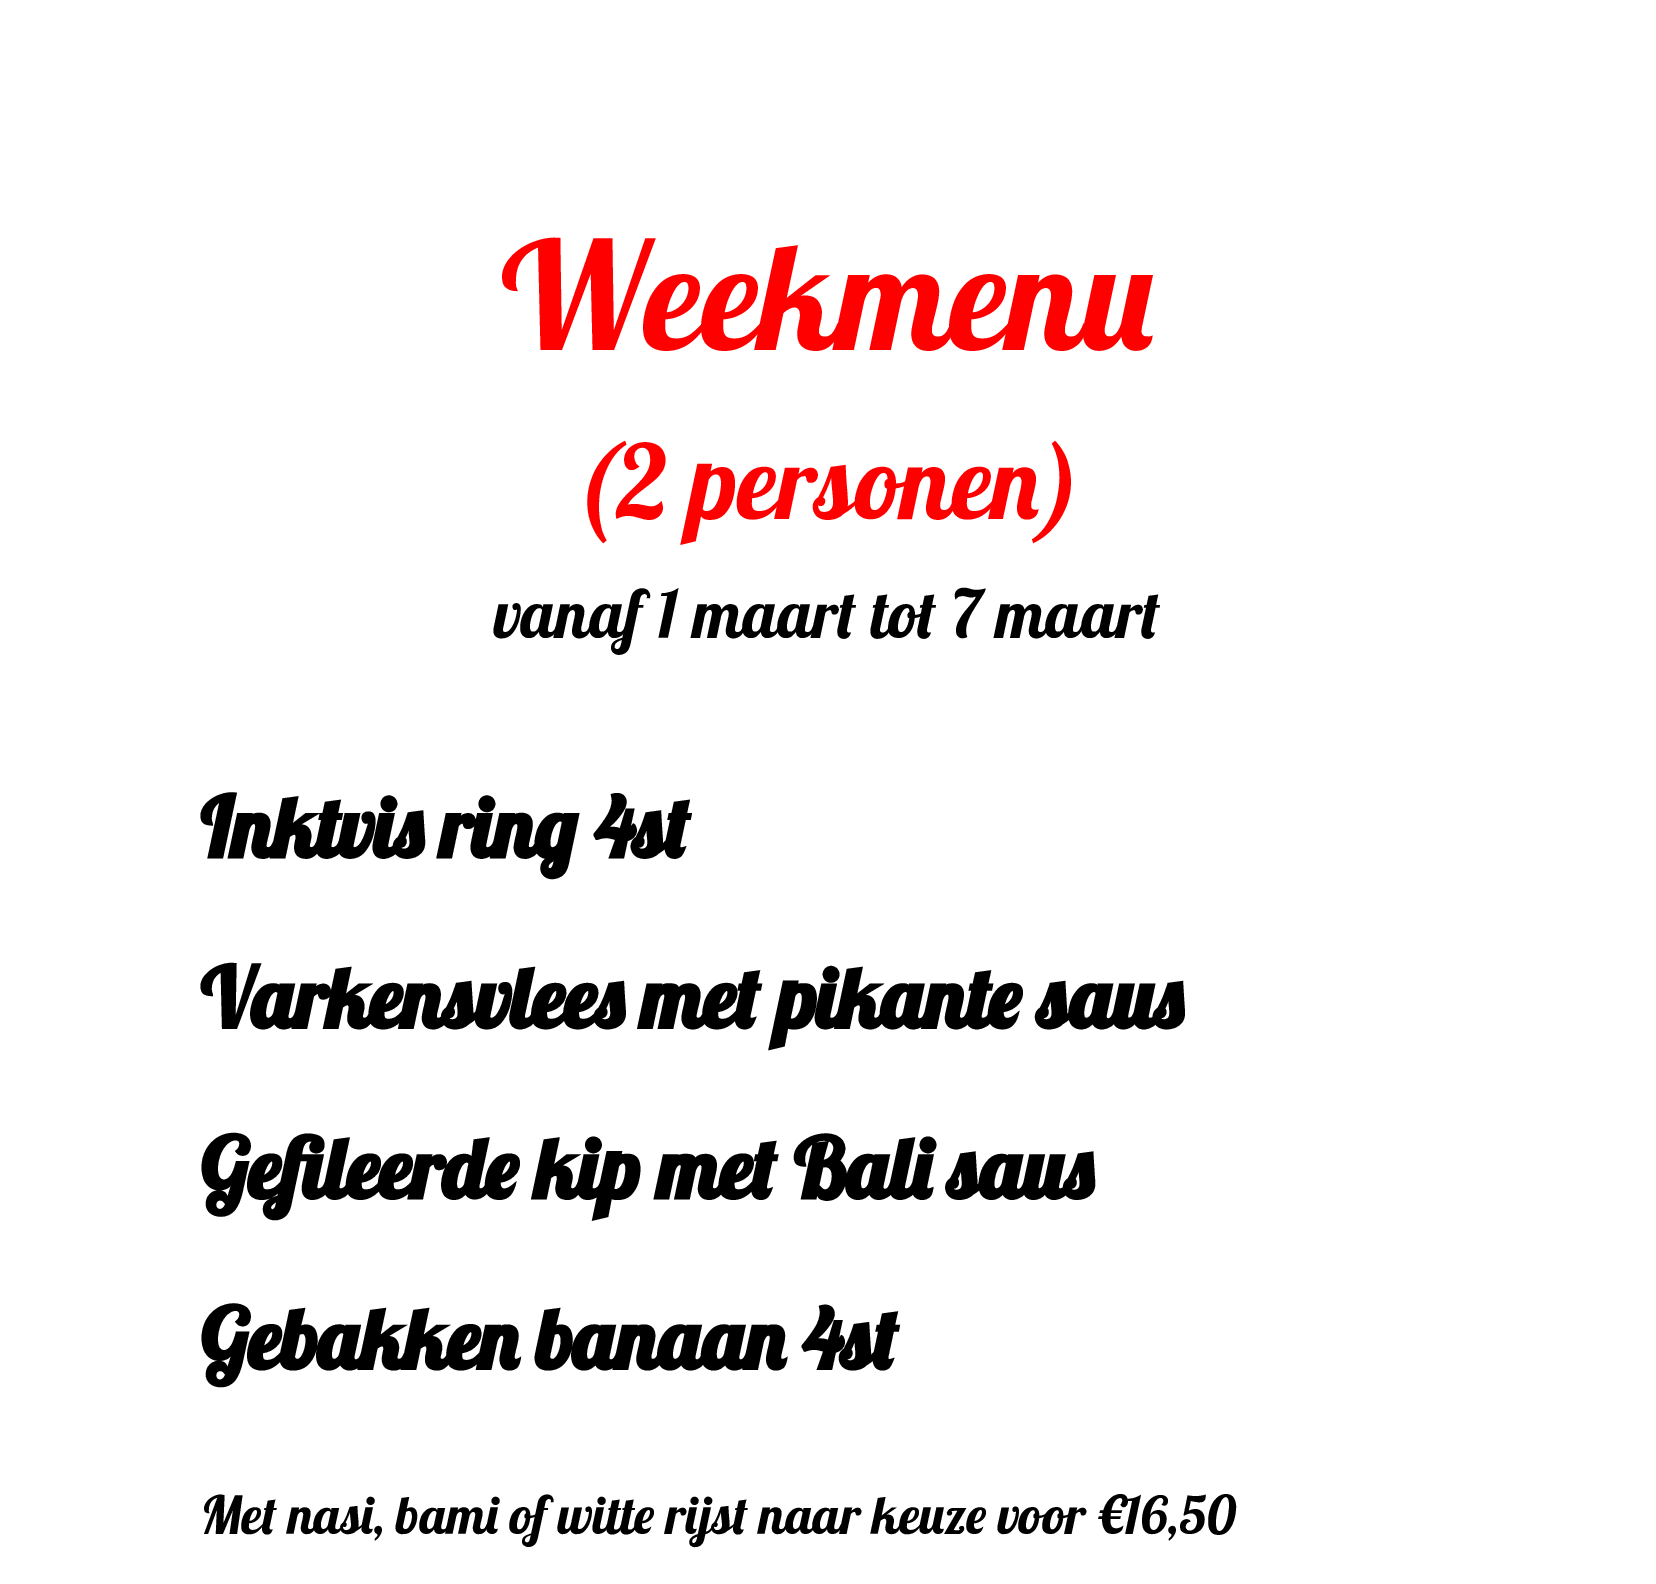 Weekmenu
(2 personen)
vanaf 1 maart tot 7 maart
Inktvis ring 4st
Varkensvlees met pikante saus
Gefileerde kip met Bali saus
Gebakken banaan 4st
Met nasi, bami of witte rijst naar keuze voor €16,50